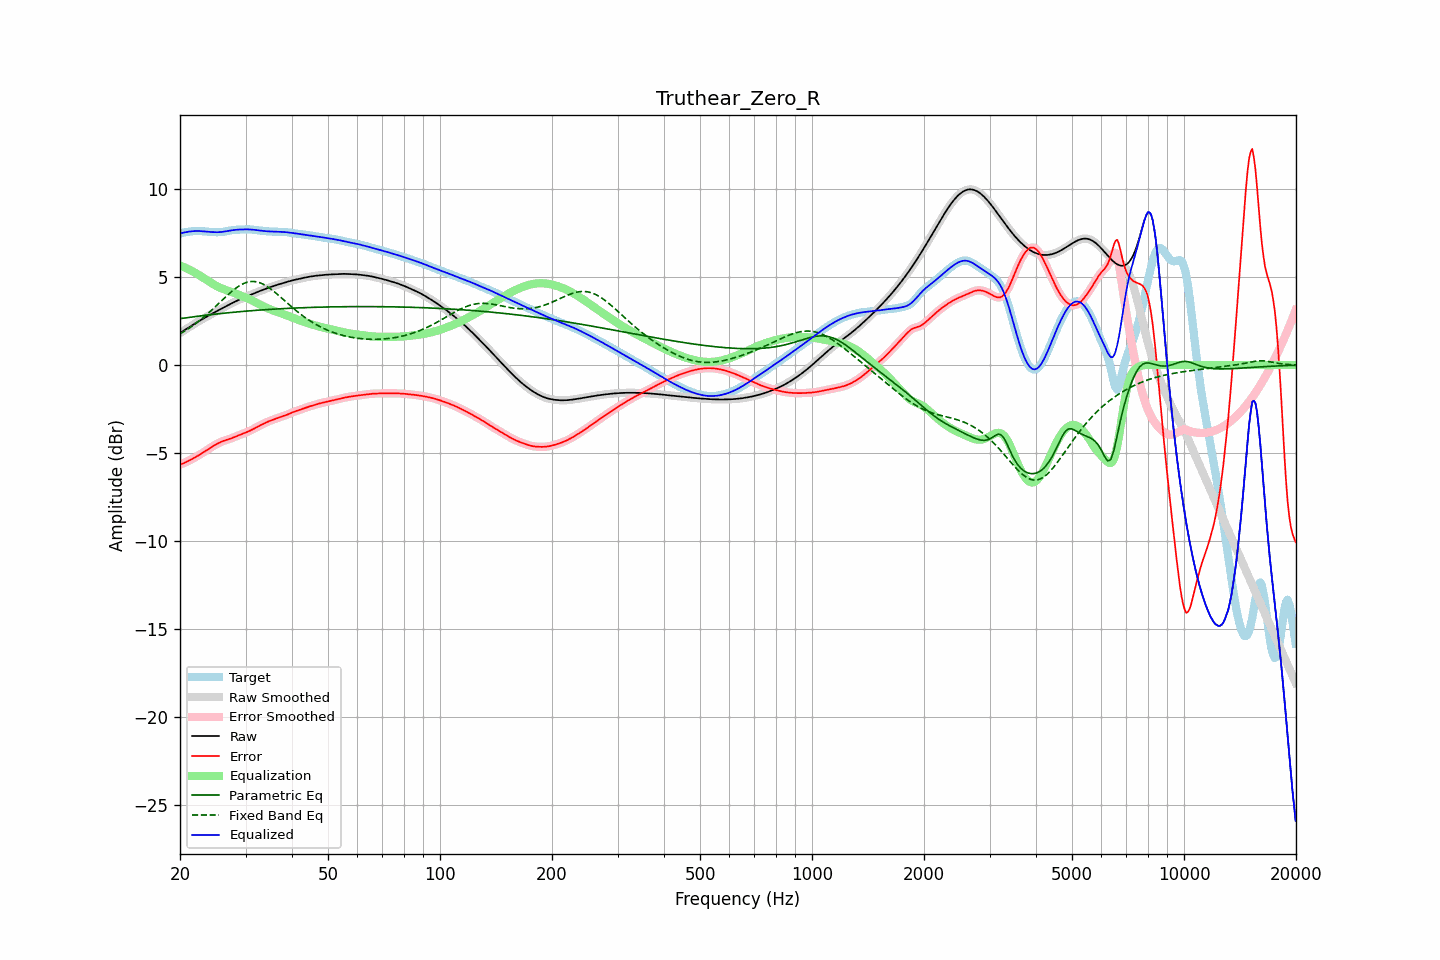 Truthear_Zero_R
10
5
0
−5
−10
−15
−20
−25
Amplitude (dBr)
Target
Raw Smoothed
Error Smoothed
Raw
Error
Equalization
Parametric Eq
Fixed Band Eq
Equalized
20 50 100 200 500 1000 2000 5000 10000 20000
Frequency (Hz)